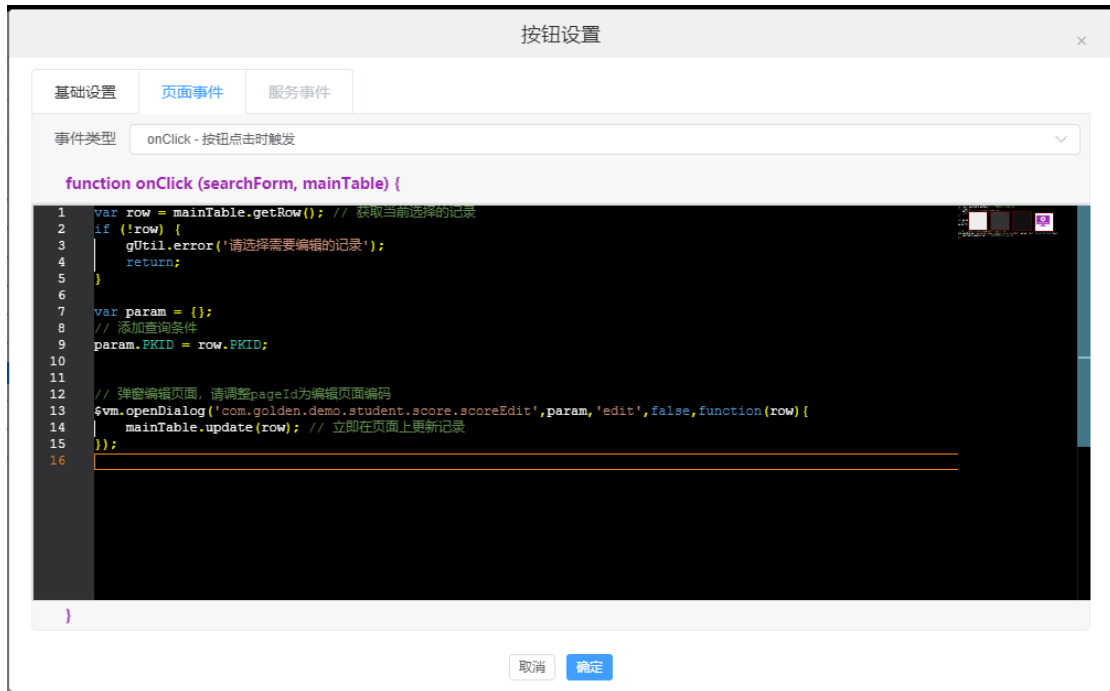 按钮设置
×
基础设置 页面事件 服务事件
事件类型 onClick - 按钮点击时触发
function onClick (searchForm, mainTable) {
1 var row = mainTable.getRow(); // 获取当前选择的记录
2 if (!row) {
3 gUtil.error('请选择需要编辑的记录');
4 return;
5 }
6
7 var param = {};
8 // 添加查询条件
9 param.PKID = row.PKID;
10
11
12 // 弹窗编辑页面, 请调整pageId为编辑页面编码
13 $vm.openDialog('com.golden.demo.student.score.scoreEdit',param,'edit',false,function(row){
14 mainTable.update(row); // 立即在页面上更新记录
15 });
16
}
取消 确定